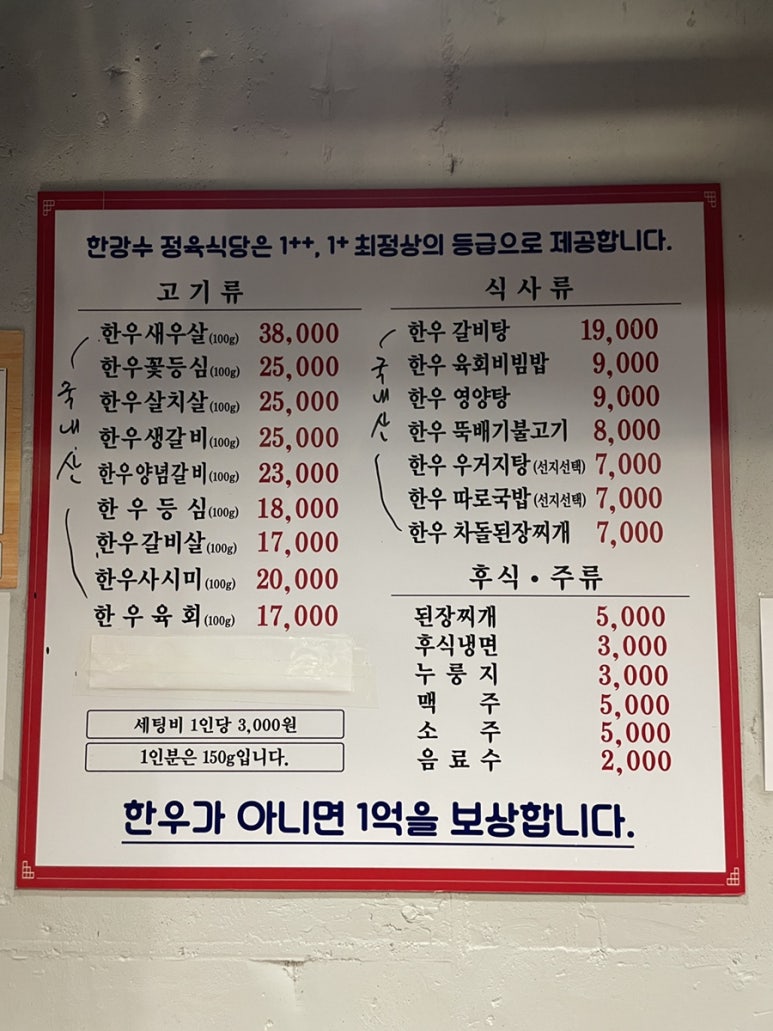 한광수 정육식당은 1++, 1+ 최정상의 등급으로 제공합니다.
고기류
국내산
한우새우살(100g) 38,000
한우꽃등심(100g) 25,000
한우살치살(100g) 25,000
한우생갈비(100g) 25,000
한우양념갈비(100g) 23,000
한우등심(100g) 18,000
한우갈비살(100g) 17,000
한우사시미(100g) 20,000
한우육회(100g) 17,000
세팅비 1인당 3,000원
1인분은 150g입니다.
식사류
국내산
한우 갈비탕 19,000
한우 육회비빔밥 9,000
한우 영양탕 9,000
한우 뚝배기불고기 8,000
한우 우거지탕(선지선택) 7,000
한우 따로국밥(선지선택) 7,000
한우 차돌된장찌개 7,000
후식 • 주류
된장찌개 5,000
후식냉면 3,000
누룽지 3,000
맥주 5,000
소주 5,000
음료수 2,000
한우가 아니면 1억을 보상합니다.